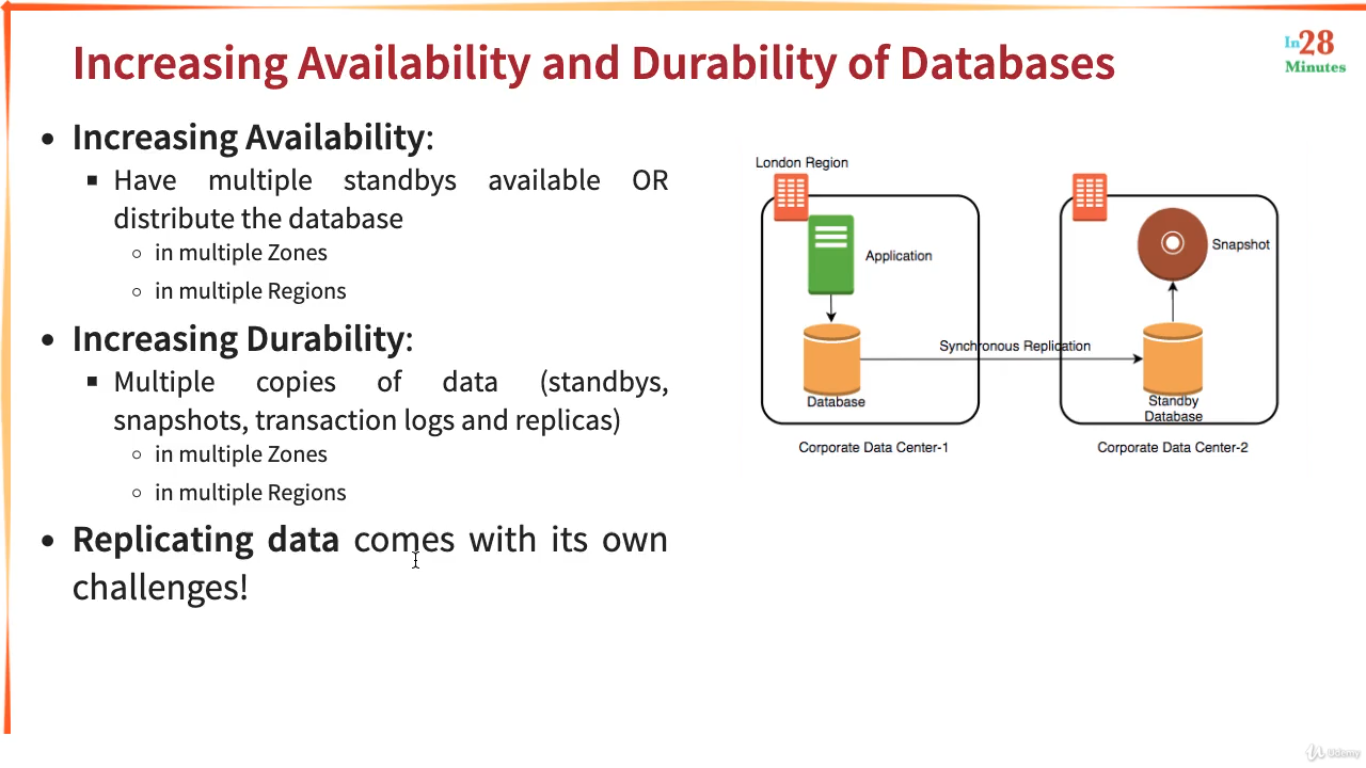 Increasing Availability and Durability of Databases
In28
Minutes
• Increasing Availability:
▪ Have multiple standbys available OR
distribute the database
○ in multiple Zones
○ in multiple Regions
• Increasing Durability:
▪ Multiple copies of data (standbys,
snapshots, transaction logs and replicas)
○ in multiple Zones
○ in multiple Regions
• Replicating data comes with its own
challenges!
London Region
Application
Database
Corporate Data Center-1
Synchronous Replication
Snapshot
Standby
Database
Corporate Data Center-2
Udemy